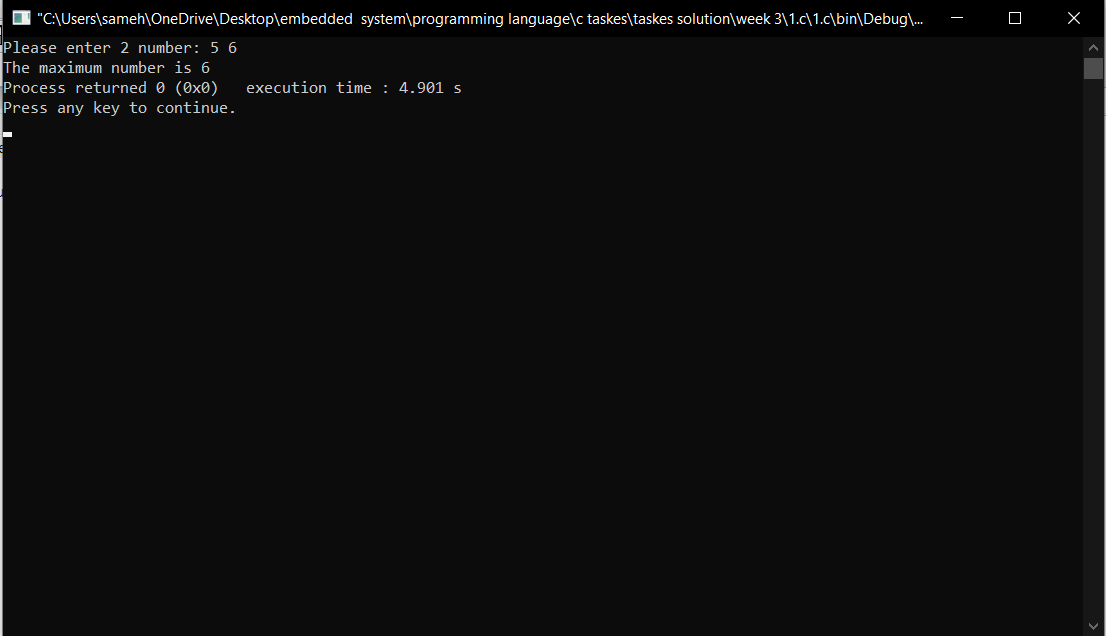 "C:\Users\sameh\OneDrive\Desktop\embedded  system\programming language\c taskes\taskes solution\week 3\1.c\1.c\bin\Debug\...
Please enter 2 number: 5 6
The maximum number is 6
Process returned 0 (0x0)   execution time : 4.901 s
Press any key to continue.